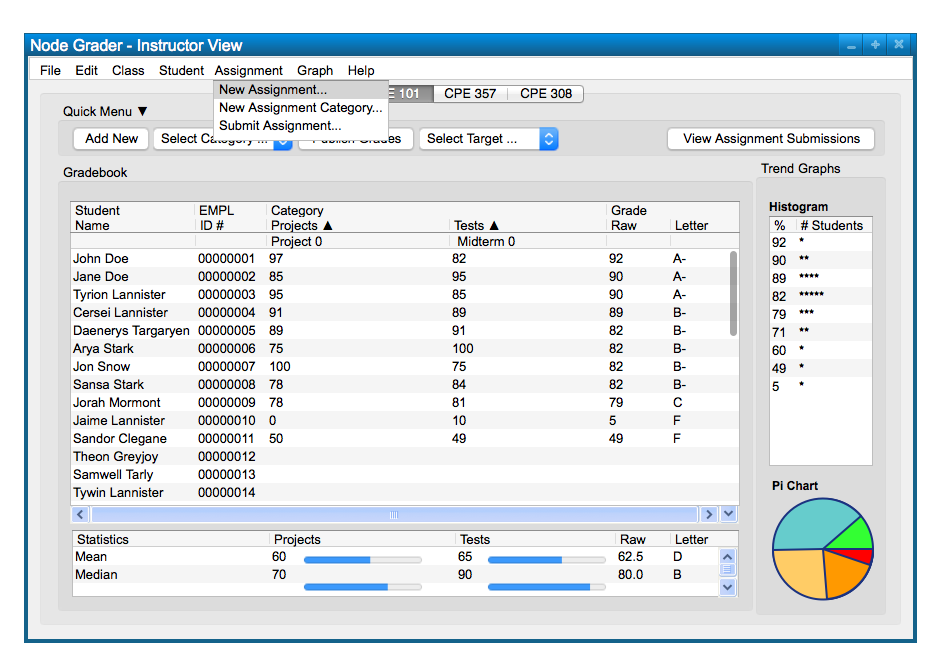 Node Grader - Instructor View
File Edit Class Student Assignment Graph Help
New Assignment...
New Assignment Category...
Submit Assignment...
101 CPE 357 CPE 308
Quick Menu ▼
Add New Select ... Select Target ... View Assignment Submissions
Gradebook
Student Name EMPL ID # Category Projects ▲ Tests ▲ Grade Raw Letter
Project 0 Midterm 0
John Doe 00000001 97 82 92 A-
Jane Doe 00000002 85 95 90 A-
Tyrion Lannister 00000003 95 85 90 A-
Cersei Lannister 00000004 91 89 89 B-
Daenerys Targaryen 00000005 89 91 82 B-
Arya Stark 00000006 75 100 82 B-
Jon Snow 00000007 100 75 82 B-
Sansa Stark 00000008 78 84 82 B-
Jorah Mormont 00000009 78 81 79 C
Jaime Lannister 00000010 0 10 5 F
Sandor Clegane 00000011 50 49 49 F
Theon Greyjoy 00000012
Samwell Tarly 00000013
Tywin Lannister 00000014
Statistics Projects Tests Raw Letter
Mean 60 65 62.5 D
Median 70 90 80.0 B
Trend Graphs
Histogram
% # Students
92 *
90 **
89 ****
82 *****
79 ***
71 **
60 *
49 *
5 *
Pi Chart